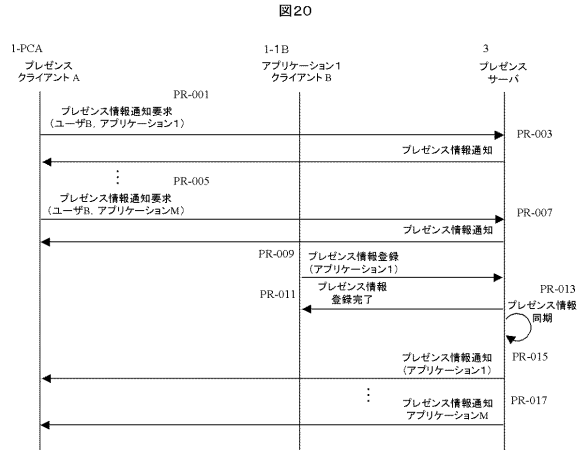 図20
1-PCA
プレゼンス
クライアント A
1-1B
アプリケーション1
クライアント B
3
プレゼンス
サーバ
PR-001
プレゼンス情報通知要求
(ユーザB, アプリケーション1)
PR-003
プレゼンス情報通知
PR-005
プレゼンス情報通知要求
(ユーザB, アプリケーションM)
PR-007
プレゼンス情報通知
PR-009
プレゼンス情報登録
(アプリケーション1)
PR-011
プレゼンス情報
登録完了
PR-013
プレゼンス情報
同期
プレゼンス情報通知
(アプリケーション1)
PR-015
プレゼンス情報通知
アプリケーションM
PR-017